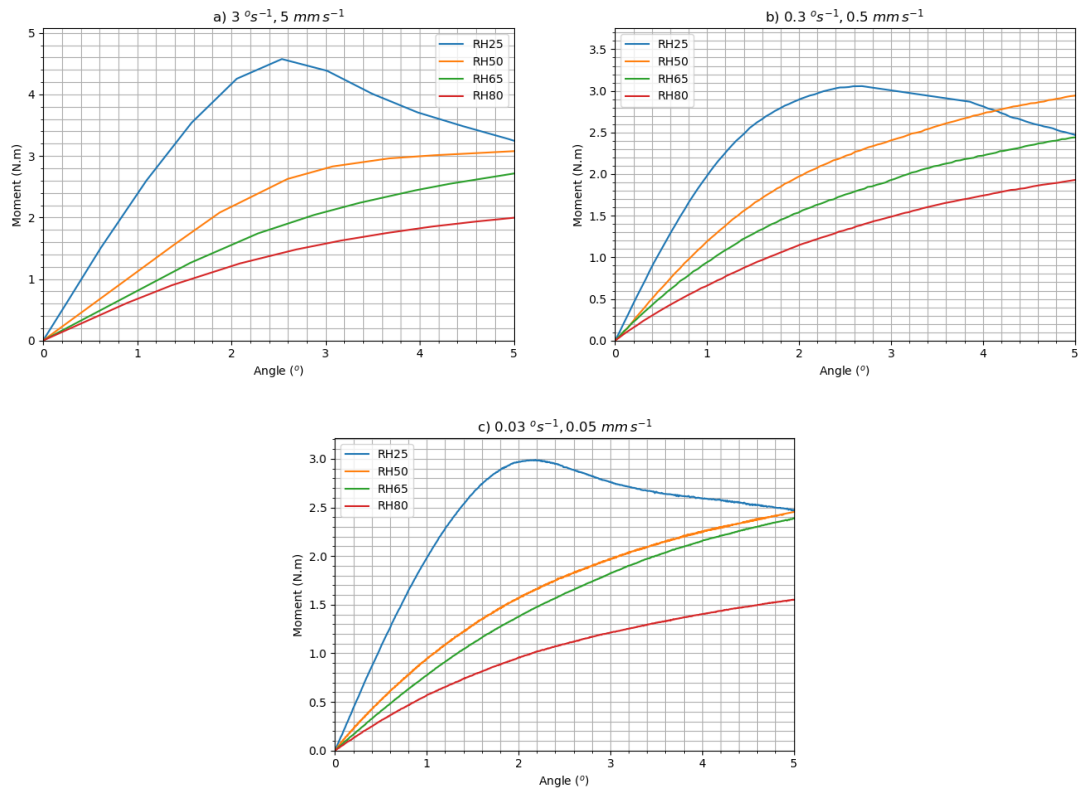 a) 3 °s⁻¹, 5 mm s⁻¹
Moment (N.m)
5
4
3
2
1
0
RH25
RH50
RH65
RH80
0 1 2 3 4 5
Angle (°)
b) 0.3 °s⁻¹, 0.5 mm s⁻¹
Moment (N.m)
3.5
3.0
2.5
2.0
1.5
1.0
0.5
0.0
RH25
RH50
RH65
RH80
0 1 2 3 4 5
Angle (°)
c) 0.03 °s⁻¹, 0.05 mm s⁻¹
Moment (N.m)
3.0
2.5
2.0
1.5
1.0
0.5
0.0
RH25
RH50
RH65
RH80
0 1 2 3 4 5
Angle (°)